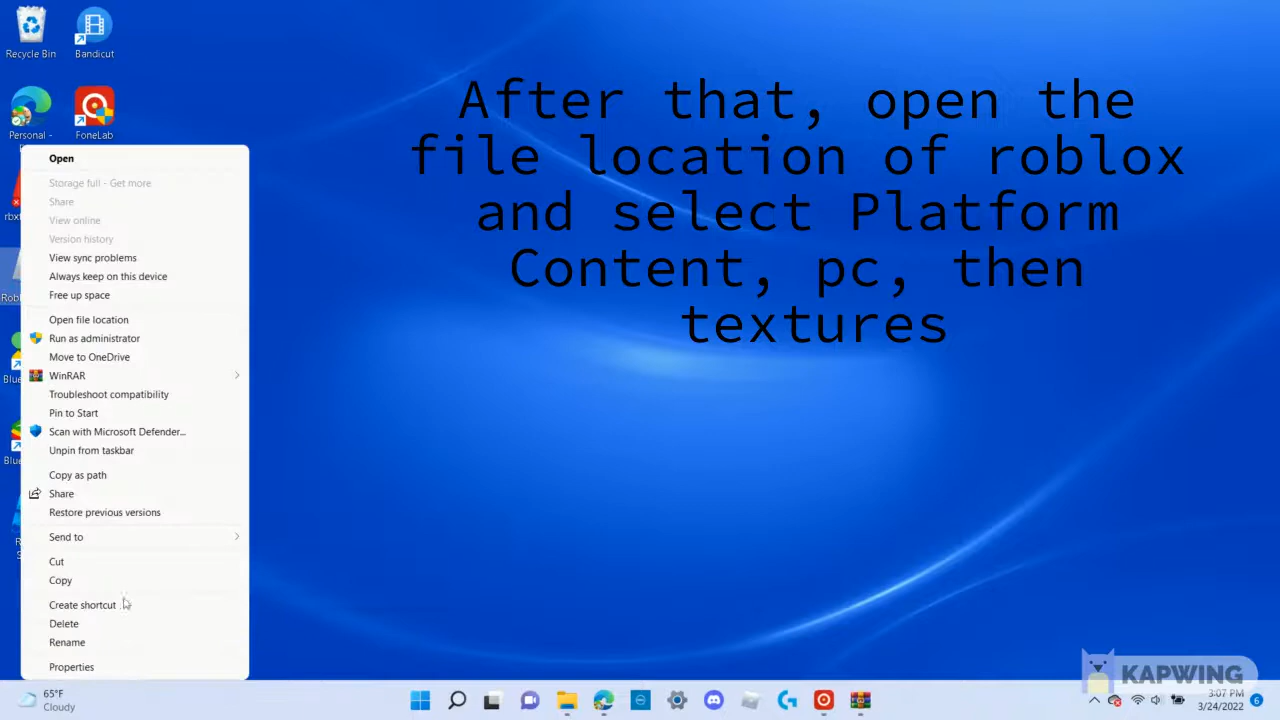 Recycle Bin
Bandicut
Personal -
FoneLab
After that, open the
file location of roblox
and select Platform
Content, pc, then
textures
Open
Storage full - Get more
Share
View online
Version history
View sync problems
Always keep on this device
Free up space
Open file location
Run as administrator
Move to OneDrive
WinRAR
Troubleshoot compatibility
Pin to Start
Scan with Microsoft Defender...
Unpin from taskbar
Copy as path
Share
Restore previous versions
Send to
Cut
Copy
Create shortcut
Delete
Rename
Properties
KAPWING
65°F
Cloudy
3:07 PM
3/24/2022
6